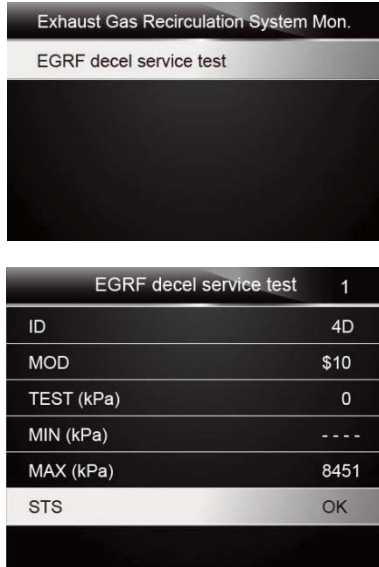 Exhaust Gas Recirculation System Mon.
EGRF decel service test
EGRF decel service test 1
ID 4D
MOD $10
TEST (kPa) 0
MIN (kPa) - - - -
MAX (kPa) 8451
STS OK